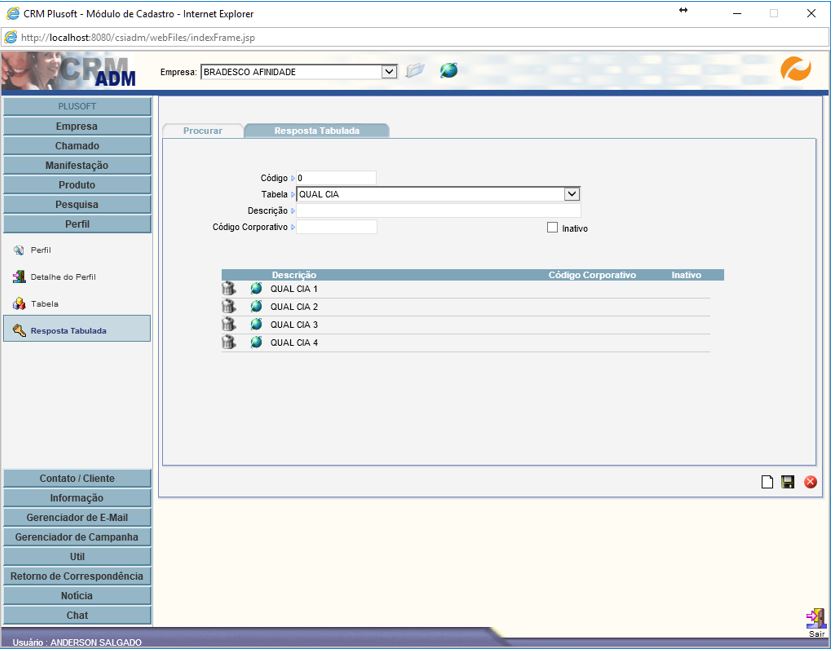 CRM Plusoft - Módulo de Cadastro - Internet Explorer
http://localhost:8080/csiadm/webFiles/indexFrame.jsp
CRM
ADM
Empresa: BRADESCO AFINIDADE
PLUSOFT
Empresa
Chamado
Manifestação
Produto
Pesquisa
Perfil
Perfil
Detalhe do Perfil
Tabela
Resposta Tabulada
Contato / Cliente
Informação
Gerenciador de E-Mail
Gerenciador de Campanha
Util
Retorno de Correspondência
Notícia
Chat
Procurar Resposta Tabulada
Código 0
Tabela QUAL CIA
Descrição
Código Corporativo Inativo
Descrição Código Corporativo Inativo
QUAL CIA 1
QUAL CIA 2
QUAL CIA 3
QUAL CIA 4
Sair
Usuário : ANDERSON SALGADO